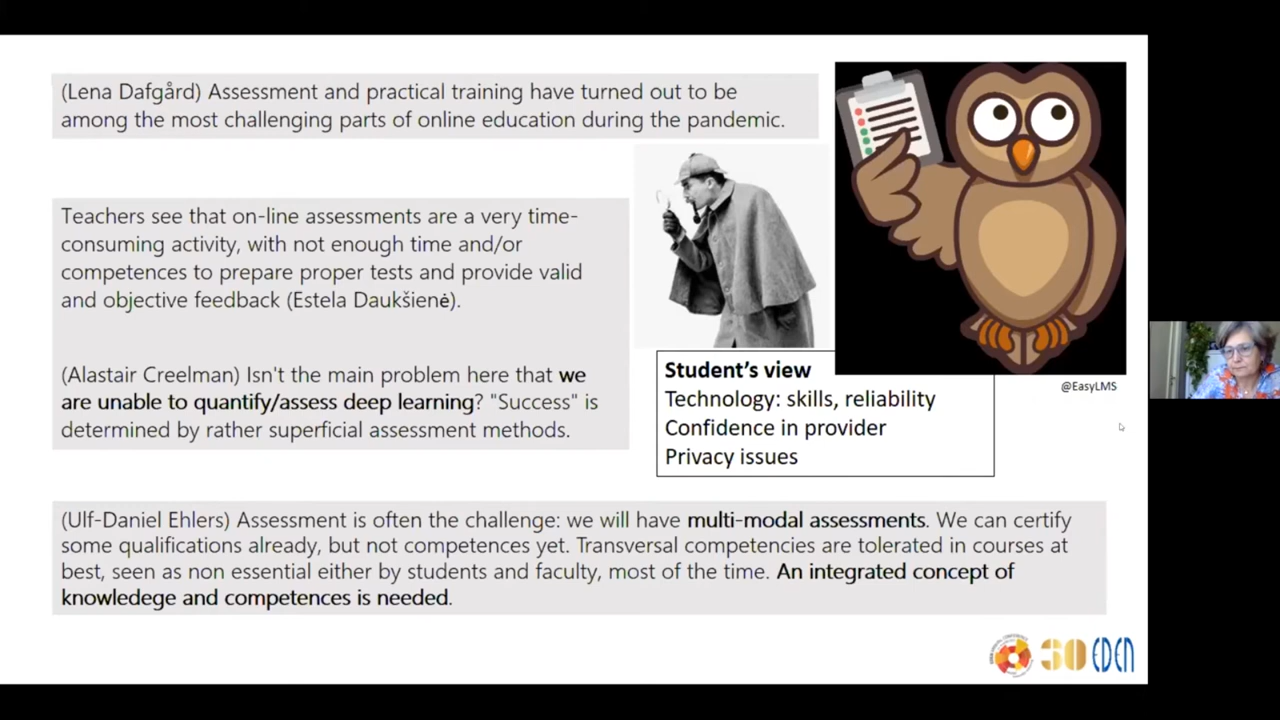 (Lena Dafgård) Assessment and practical training have turned out to be
among the most challenging parts of online education during the pandemic.
Teachers see that on-line assessments are a very time-
consuming activity, with not enough time and/or
competences to prepare proper tests and provide valid
and objective feedback (Estela Daukšienė).
(Alastair Creelman) Isn't the main problem here that we
are unable to quantify/assess deep learning? "Success" is
determined by rather superficial assessment methods.
@EasyLMS
Student's view
Technology: skills, reliability
Confidence in provider
Privacy issues
(Ulf-Daniel Ehlers) Assessment is often the challenge: we will have multi-modal assessments. We can certify
some qualifications already, but not competences yet. Transversal competencies are tolerated in courses at
best, seen as non essential either by students and faculty, most of the time. An integrated concept of
knowledege and competences is needed.
30 EDEN